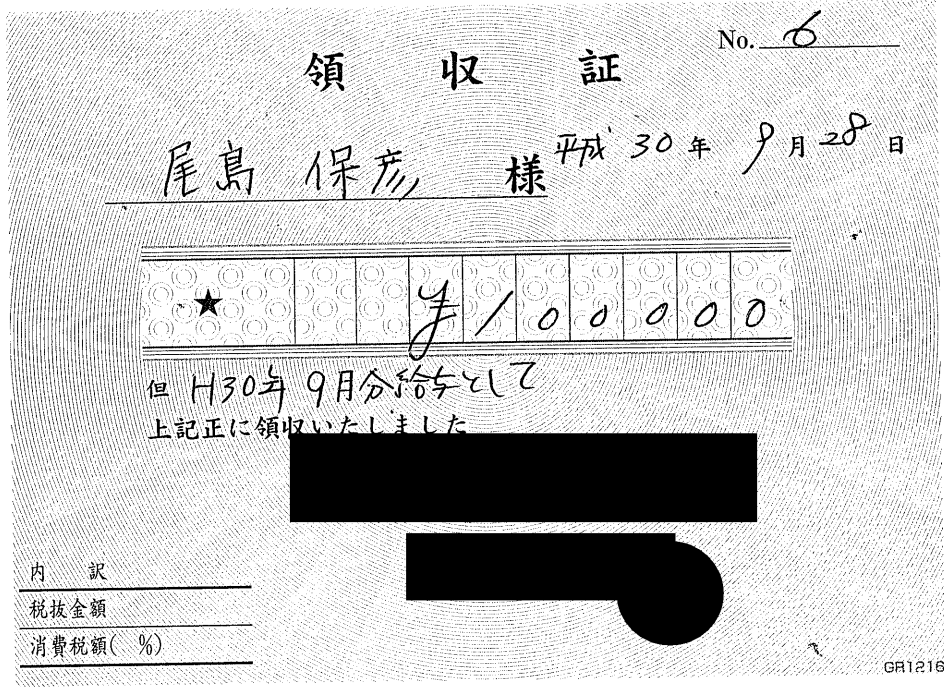 No. 6
領 収 証
平成 30 年 9 月 28 日
尾島 保彦 様
★ ¥100000
但 H30年 9月分給与として
上記正に領収いたしました
内 訳
税抜金額
消費税額( %)
GR1216